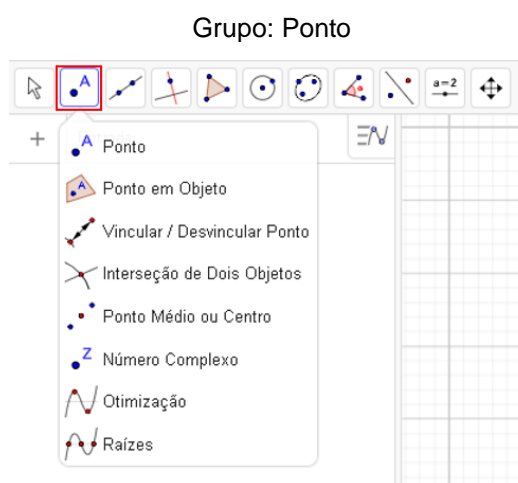 Grupo: Ponto
A
a=2
A Ponto
A Ponto em Objeto
Vincular / Desvincular Ponto
Interseção de Dois Objetos
Ponto Médio ou Centro
Z Número Complexo
Otimização
Raízes